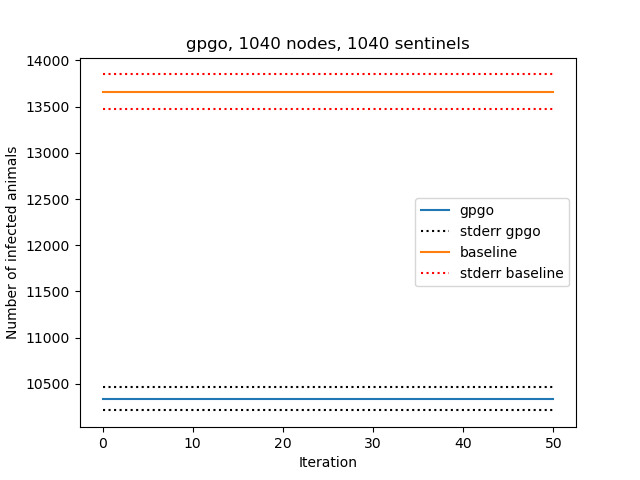 gpgo, 1040 nodes, 1040 sentinels
Number of infected animals
14000
13500
13000
12500
12000
11500
11000
10500
gpgo
stderr gpgo
baseline
stderr baseline
0 10 20 30 40 50
Iteration